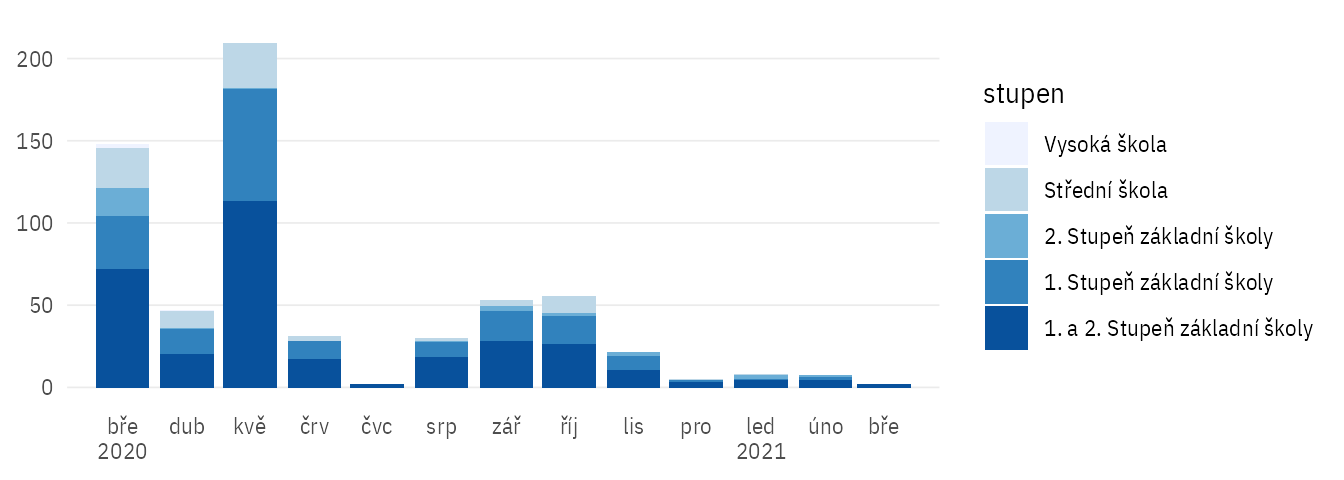 200
150
100
50
0
bře dub kvě črv čvc srp zář říj lis pro led úno bře
2020 2021
stupen
Vysoká škola
Střední škola
2. Stupeň základní školy
1. Stupeň základní školy
1. a 2. Stupeň základní školy